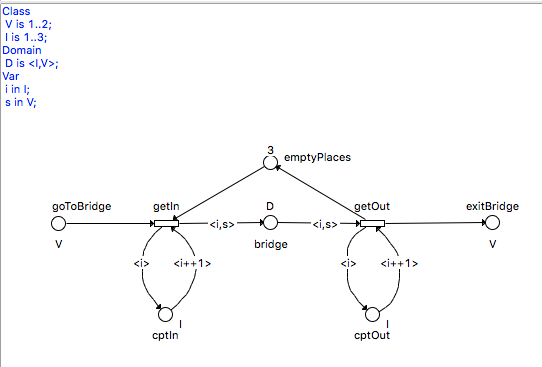 Class
V is 1..2;
I is 1..3;
Domain
D is <I,V>;
Var
i in I;
s in V;
3
emptyPlaces
goToBridge getIn D getOut exitBridge
<i,s> <i,s>
V bridge V
<i> <i++1> <i> <i++1>
I I
cptIn cptOut